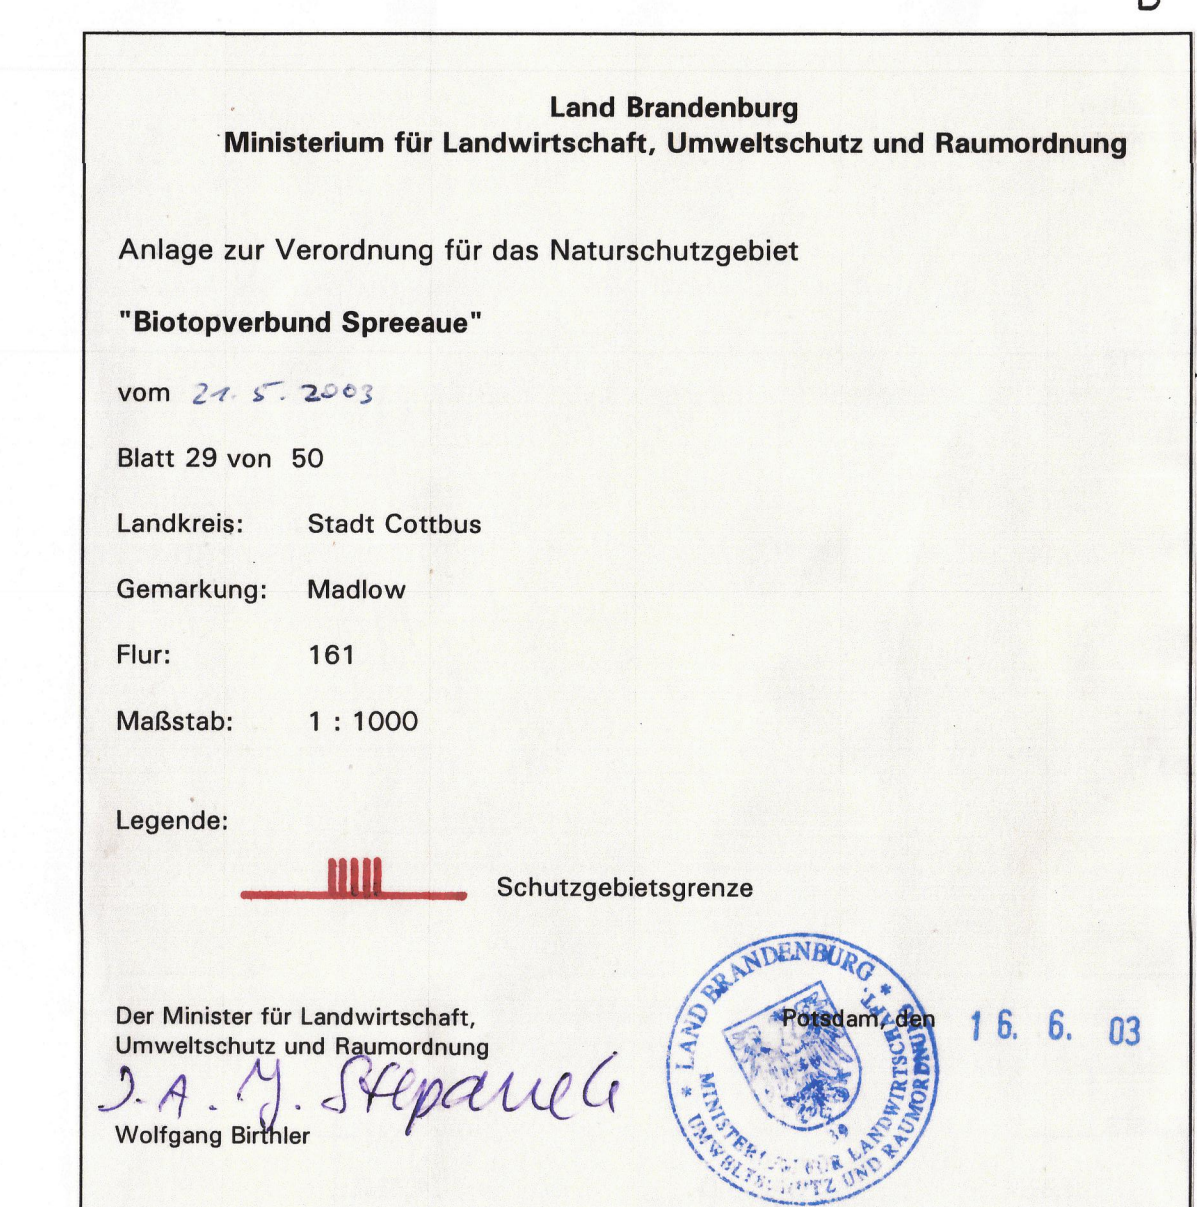 Land Brandenburg
Ministerium für Landwirtschaft, Umweltschutz und Raumordnung
Anlage zur Verordnung für das Naturschutzgebiet
"Biotopverbund Spreeaue"
vom 21. 5. 2003
Blatt 29 von 50
Landkreis: Stadt Cottbus
Gemarkung: Madlow
Flur: 161
Maßstab: 1 : 1000
Legende:
Schutzgebietsgrenze
Der Minister für Landwirtschaft,
Umweltschutz und Raumordnung
Potsdam, den 16. 6. 03
Wolfgang Birthler
* LAND BRANDENBURG *
MINISTERIUM FÜR LANDWIRTSCHAFT,
UMWELTSCHUTZ UND RAUMORDNUNG
39